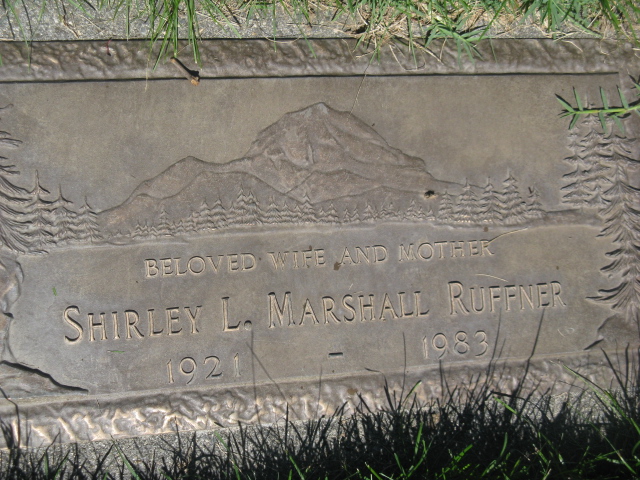 BELOVED WIFE AND MOTHER
SHIRLEY L. MARSHALL RUFFNER
1921 - 1983